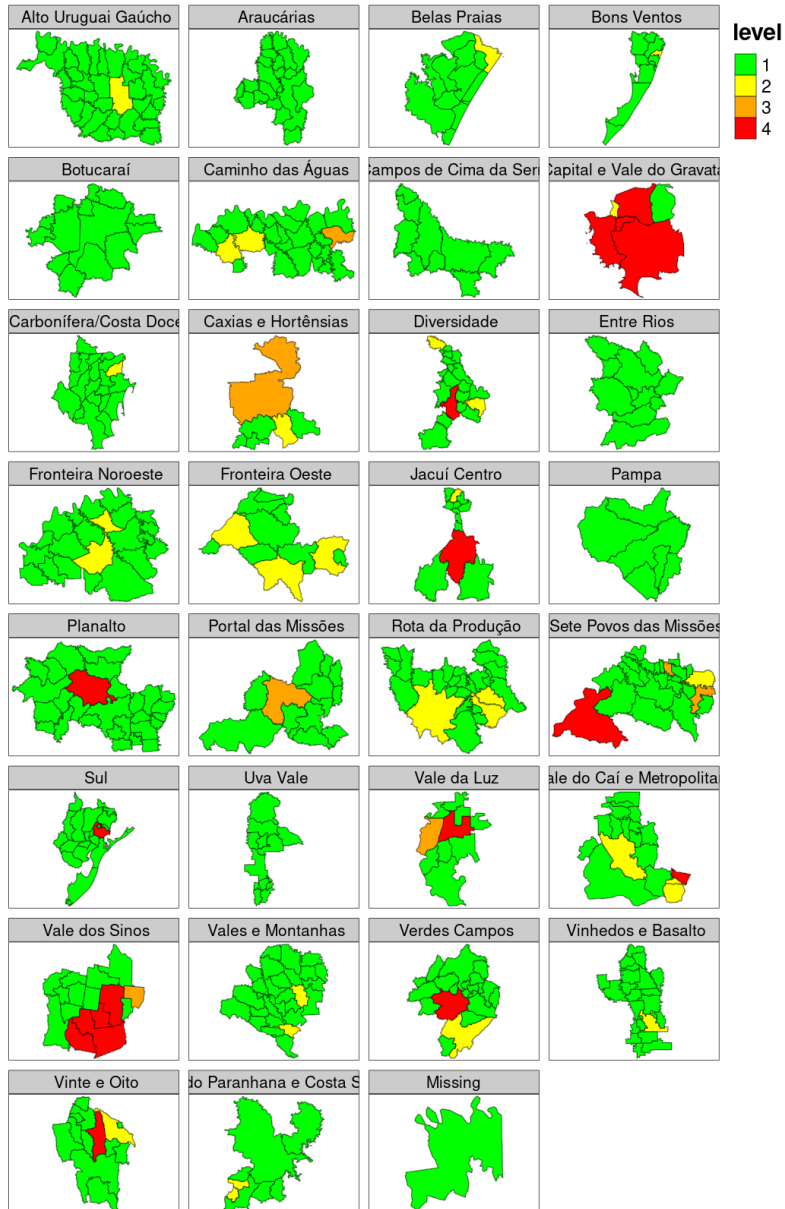 Alto Uruguai Gaúcho
Araucárias
Belas Praias
Bons Ventos
level
1
2
3
4
Botucaraí
Caminho das Águas
Campos de Cima da Serr
Capital e Vale do Gravata
Carbonífera/Costa Doce
Caxias e Hortênsias
Diversidade
Entre Rios
Fronteira Noroeste
Fronteira Oeste
Jacuí Centro
Pampa
Planalto
Portal das Missões
Rota da Produção
Sete Povos das Missões
Sul
Uva Vale
Vale da Luz
ale do Caí e Metropolita
Vale dos Sinos
Vales e Montanhas
Verdes Campos
Vinhedos e Basalto
Vinte e Oito
do Paranhana e Costa S
Missing